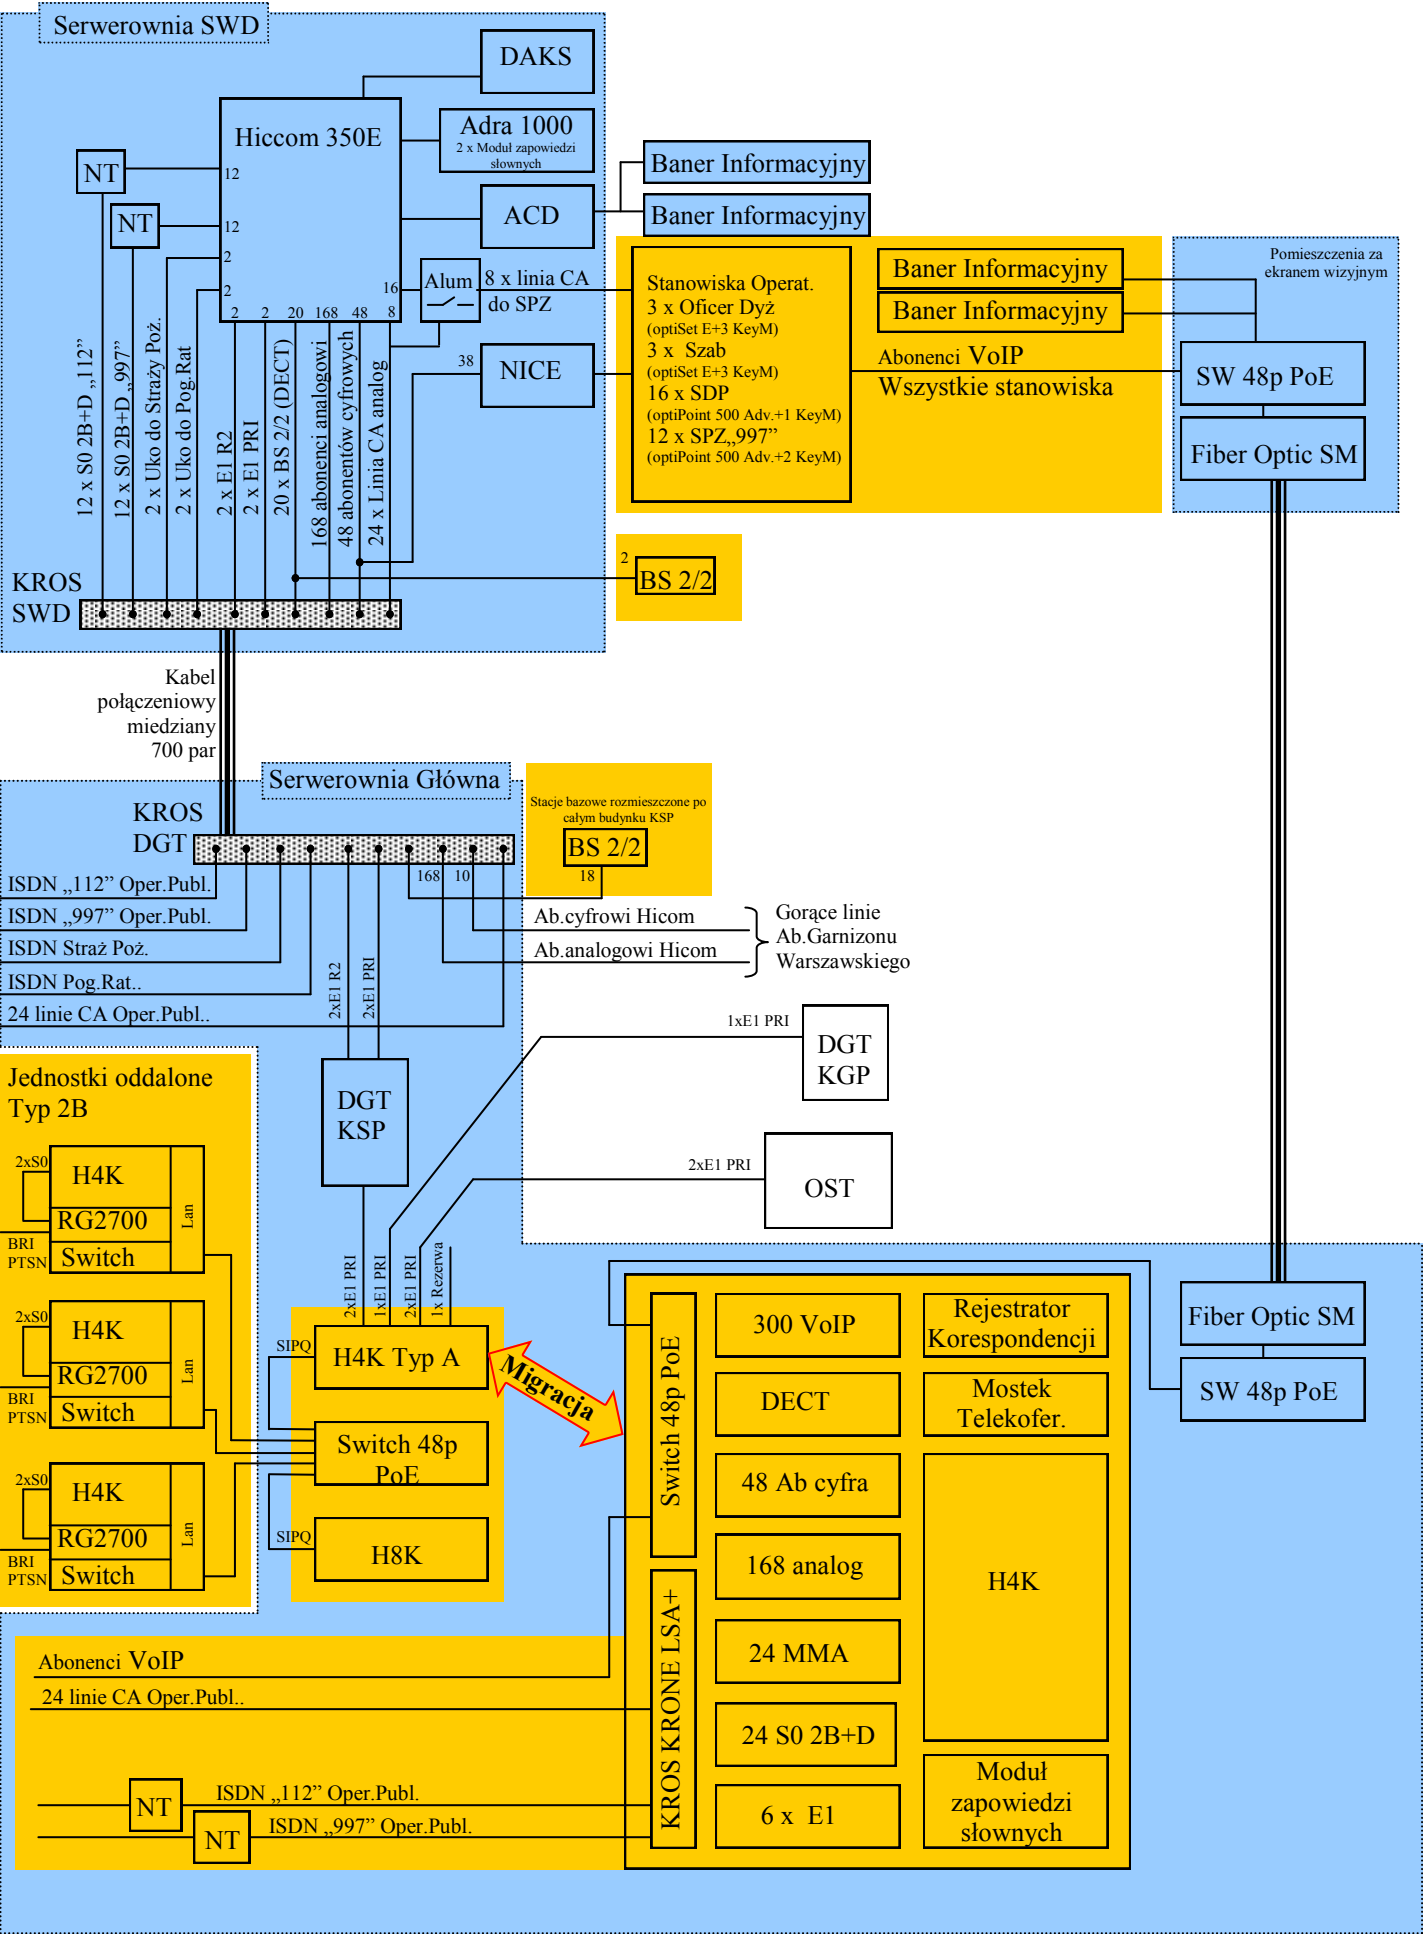 Serwerownia SWD
DAKS
Hiccom 350E
Adra 1000
2 x Moduł zapowiedzi
słownych
NT
12
NT
12
ACD
Baner Informacyjny
Baner Informacyjny
2
2
16
Alum
8 x linia CA
do SPZ
2
2
20
168
48
8
38
NICE
Stanowiska Operat.
3 x Oficer Dyż
(optiSet E+3 KeyM)
3 x  Szab
(optiSet E+3 KeyM)
16 x SDP
(optiPoint 500 Adv.+1 KeyM)
12 x SPZ„997”
(optiPoint 500 Adv.+2 KeyM)
Baner Informacyjny
Baner Informacyjny
Abonenci VoIP
Wszystkie stanowiska
Pomieszczenia za
ekranem wizyjnym
SW 48p PoE
Fiber Optic SM
12 x S0 2B+D „112”
12 x S0 2B+D „997”
2 x Uko do Straży Poż.
2 x Uko do Pog.Rat
2 x E1 R2
2 x E1 PRI
20 x BS 2/2 (DECT)
168 abonenci analogowi
48 abonentów cyfrowych
24 x Linia CA analog
2
BS 2/2
KROS
SWD
Kabel
połączeniowy
miedziany
700 par
Serwerownia Główna
KROS
DGT
Stacje bazowe rozmieszczone po
całym budynku KSP
BS 2/2
18
168
10
ISDN „112” Oper.Publ.
ISDN „997” Oper.Publ.
ISDN Straż Poż.
ISDN Pog.Rat..
24 linie CA Oper.Publ..
Ab.cyfrowi Hicom
Ab.analogowi Hicom
Gorące linie
Ab.Garnizonu
Warszawskiego
2xE1 R2
2xE1 PRI
1xE1 PRI
DGT
KGP
DGT
KSP
2xE1 PRI
OST
Jednostki oddalone
Typ 2B
2xS0
H4K
RG2700
Switch
Lan
BRI
PTSN
2xS0
H4K
RG2700
Switch
Lan
BRI
PTSN
2xS0
H4K
RG2700
Switch
Lan
BRI
PTSN
2xE1 PRI
1xE1 PRI
2xE1 PRI
1x Rezerwa
SIPQ
H4K Typ A
Migracja
Switch 48p
PoE
SIPQ
H8K
Switch 48p PoE
KROS KRONE LSA+
300 VoIP
DECT
48 Ab cyfra
168 analog
24 MMA
24 S0 2B+D
6 x  E1
Rejestrator
Korespondencji
Mostek
Telekofer.
H4K
Moduł
zapowiedzi
słownych
Fiber Optic SM
SW 48p PoE
Abonenci VoIP
24 linie CA Oper.Publ..
NT
ISDN „112” Oper.Publ.
NT
ISDN „997” Oper.Publ.